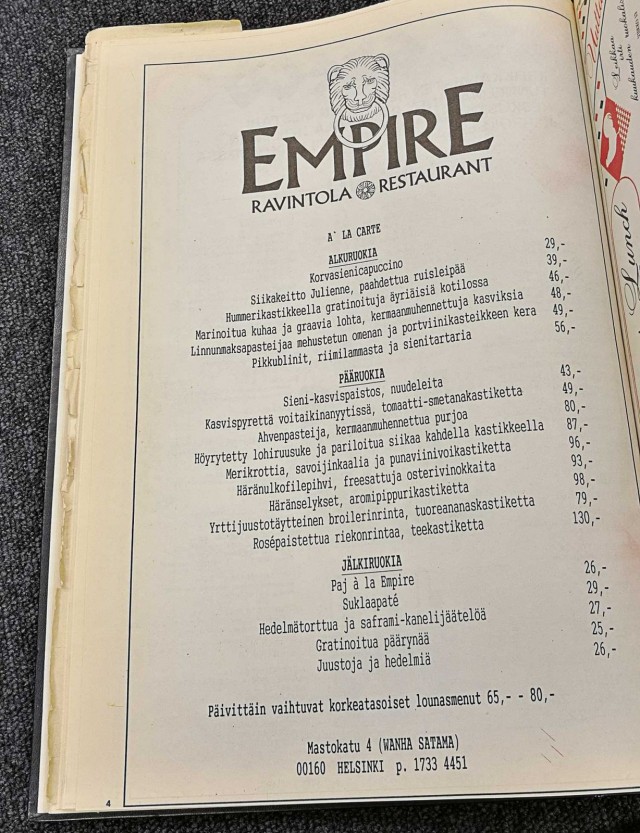 EMPIRE
RAVINTOLA RESTAURANT
A´ LA CARTE
ALKURUOKIA
Korvasienicapuccino 29,-
Siikakeitto Julienne, paahdettua ruisleipää 39,-
Hummerikastikkeella gratinoituja äyriäisiä kotilossa 46,-
Marinoitua kuhaa ja graavia lohta, kermaanmuhennettuja kasviksia 48,-
Linnunmaksapasteijaa mehustetun omenan ja portviinikasteikkeen kera 49,-
Pikkublinit, riimilammasta ja sienitartaria 56,-
PÄÄRUOKIA
Sieni-kasvispaistos, nuudeleita 43,-
Kasvispyrettä voitaikinanyytissä, tomaatti-smetanakastiketta 49,-
Ahvenpasteija, kermaanmuhennettua purjoa 80,-
Höyrytetty lohiruusuke ja pariloitua siikaa kahdella kastikkeella 87,-
Merikrottia, savoijinkaalia ja punaviinivoikastiketta 96,-
Häränulkofilepihvi, freesattuja osterivinokkaita 93,-
Häränselykset, aromipippurikastiketta 98,-
Yrttijuustotäytteinen broilerinrinta, tuoreananaskastiketta 79,-
Rosépaistettua riekonrintaa, teekastiketta 130,-
JÄLKIRUOKIA
Paj à la Empire 26,-
Suklaapaté 29,-
Hedelmätorttua ja saframi-kanelijäätelöä 27,-
Gratinoitua päärynää 25,-
Juustoja ja hedelmiä 26,-
Päivittäin vaihtuvat korkeatasoiset lounasmenut 65,- - 80,-
Mastokatu 4 (WANHA SATAMA)
00160 HELSINKI p. 1733 4451
4
Lunch